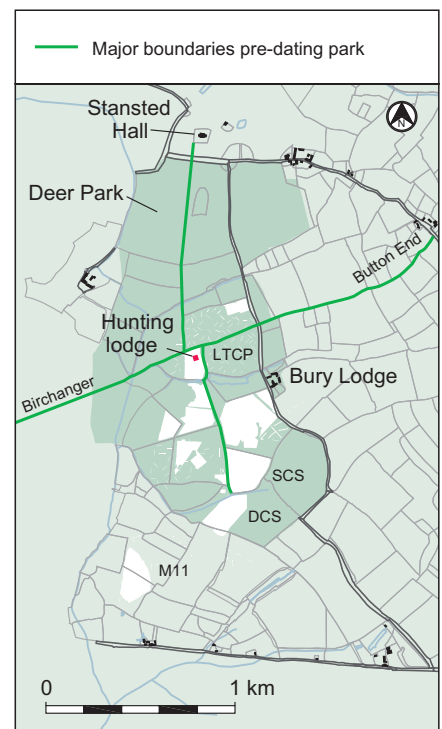 Major boundaries pre-dating park
Stansted
Hall
N
Deer Park
Button End
Hunting
lodge
LTCP
Bury Lodge
Birchanger
SCS
DCS
M11
0
1 km